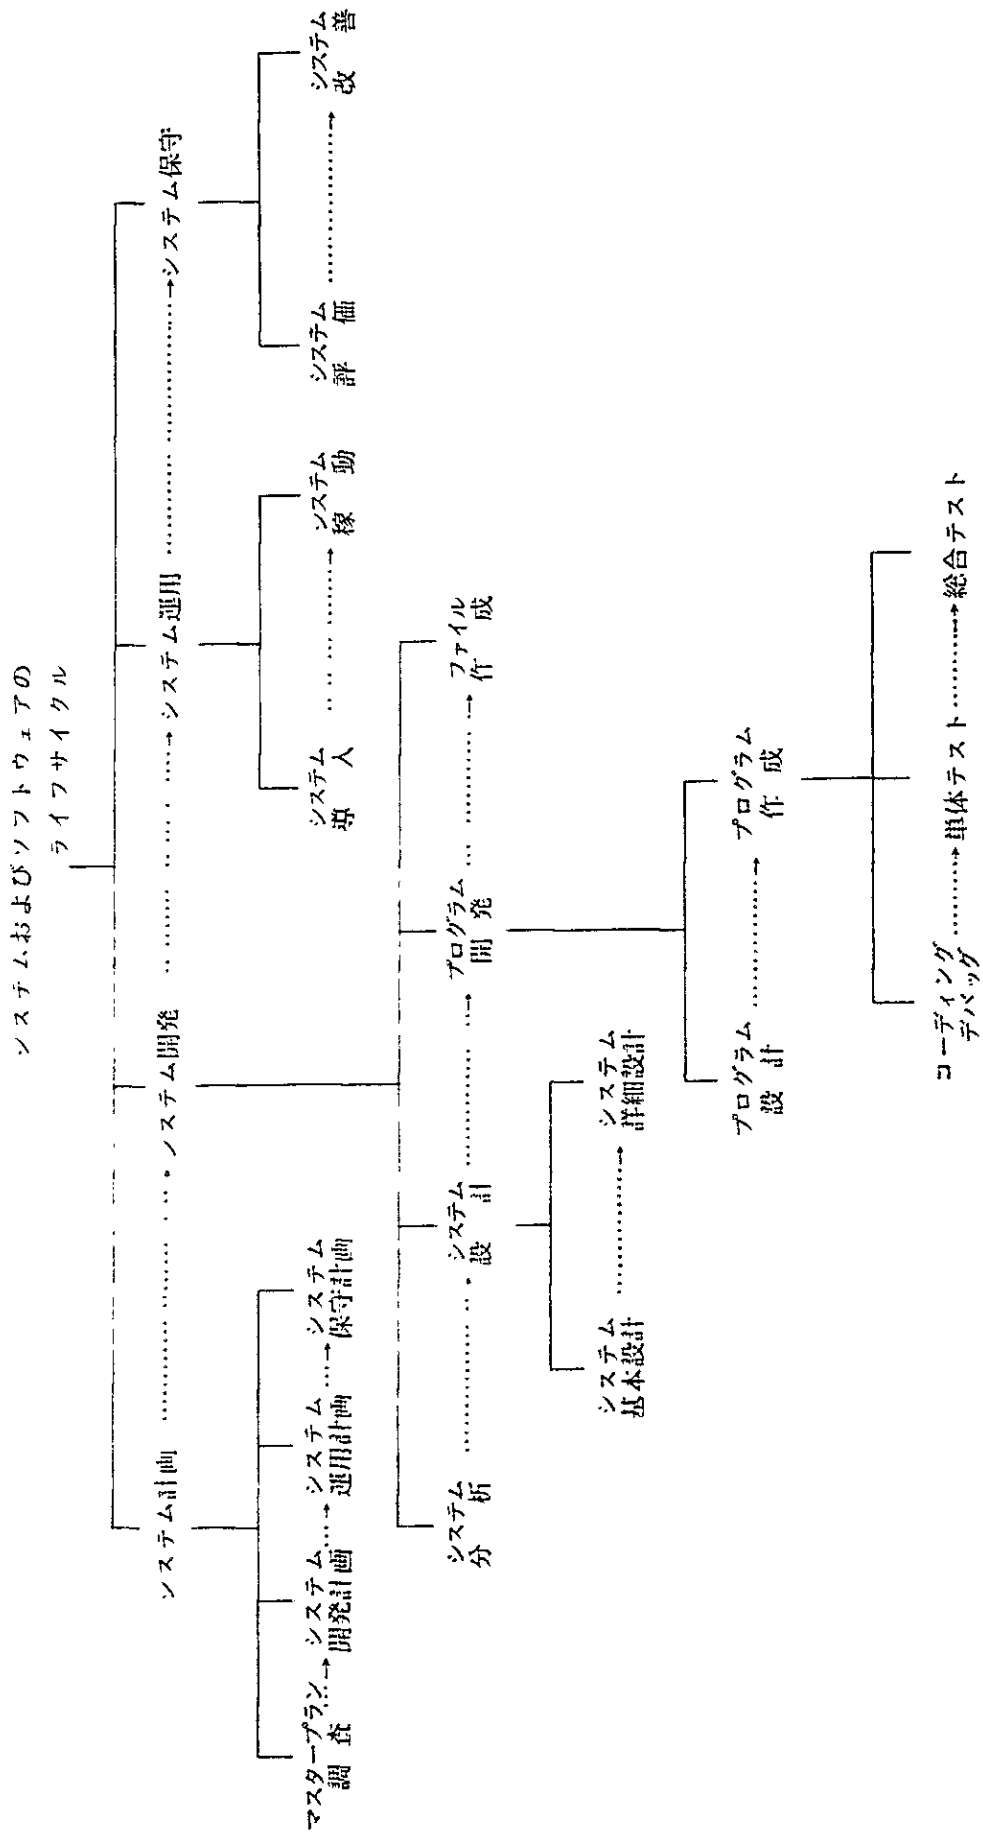 システムおよびソフトウェアの
ライフサイクル
システム計画 ………… → システム開発 ………… → システム運用 ………… → システム保守
マスタープラン
調査
システム
開発計画
システム
運用計画
システム
保守計画
システム
導入
システム
稼動
システム
評価
システム
改善
システム
分析
システム
設計
プログラム
開発
ファイル
作成
システム
基本設計
システム
詳細設計
プログラム
設計
プログラム
作成
コーディング
デバッグ
単体テスト
総合テスト